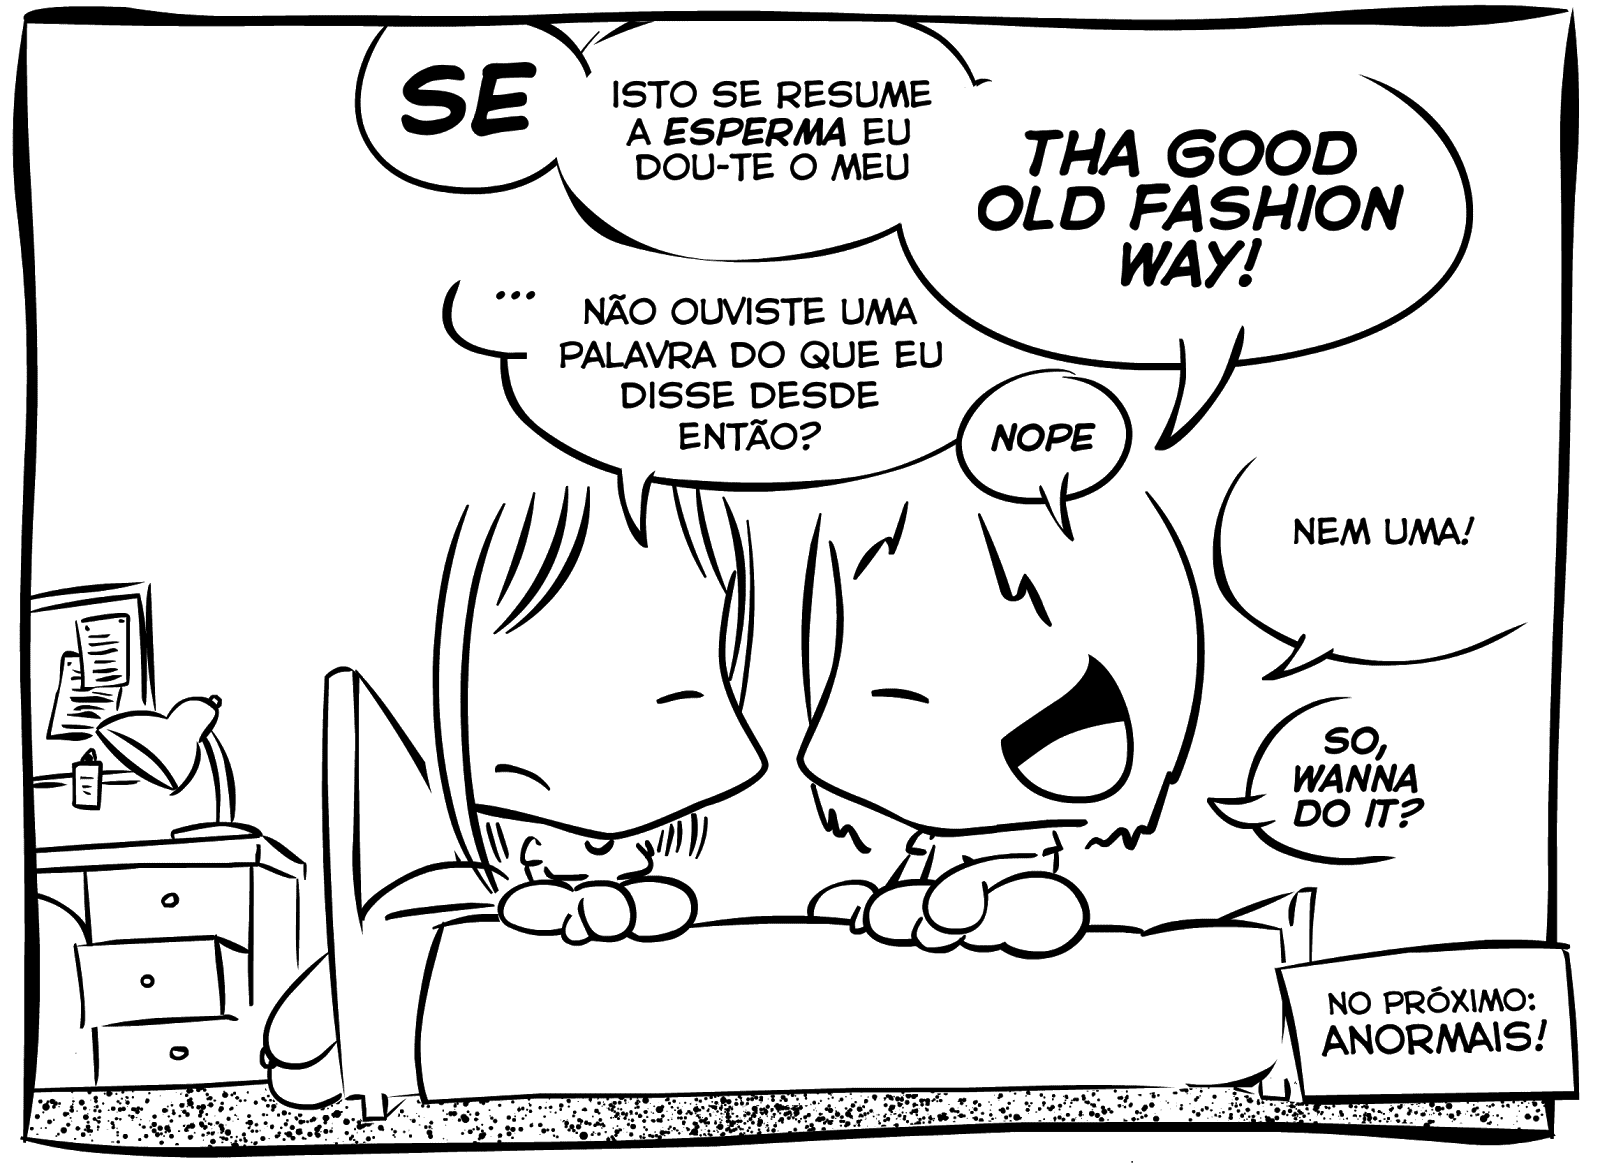 SE
ISTO SE RESUME
A ESPERMA EU
DOU-TE O MEU
THA GOOD
OLD FASHION
WAY!
...
NÃO OUVISTE UMA
PALAVRA DO QUE EU
DISSE DESDE
ENTÃO?
NOPE
NEM UMA!
SO,
WANNA
DO IT?
NO PRÓXIMO:
ANORMAIS!